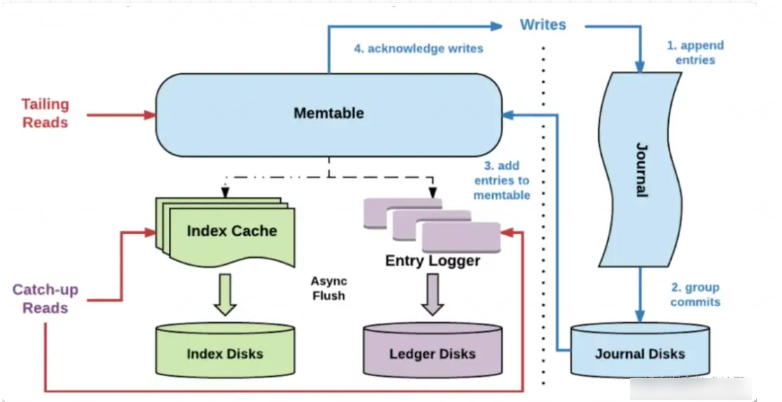 Writes
4. acknowledge writes
1. append
entries
Tailing
Reads
Memtable
Journal
3. add
entries to
memtable
Index Cache
Entry Logger
Catch-up
Reads
Async
Flush
2. group
commits
Index Disks
Ledger Disks
Journal Disks